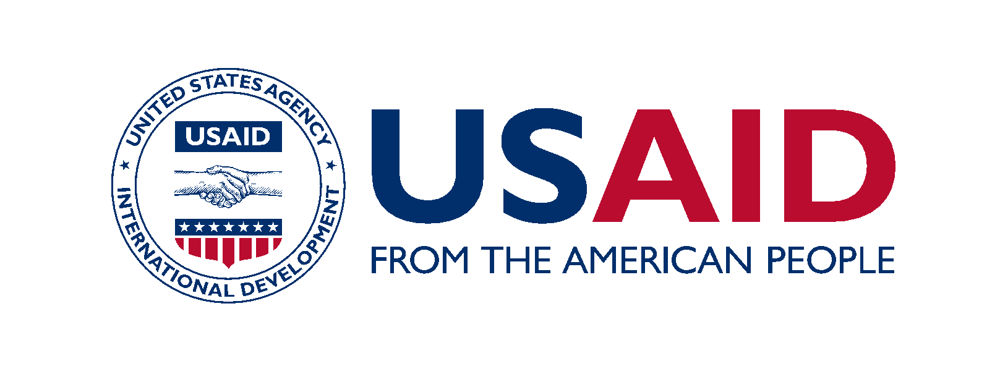 UNITED STATES AGENCY
INTERNATIONAL DEVELOPMENT
USAID
USAID
FROM THE AMERICAN PEOPLE